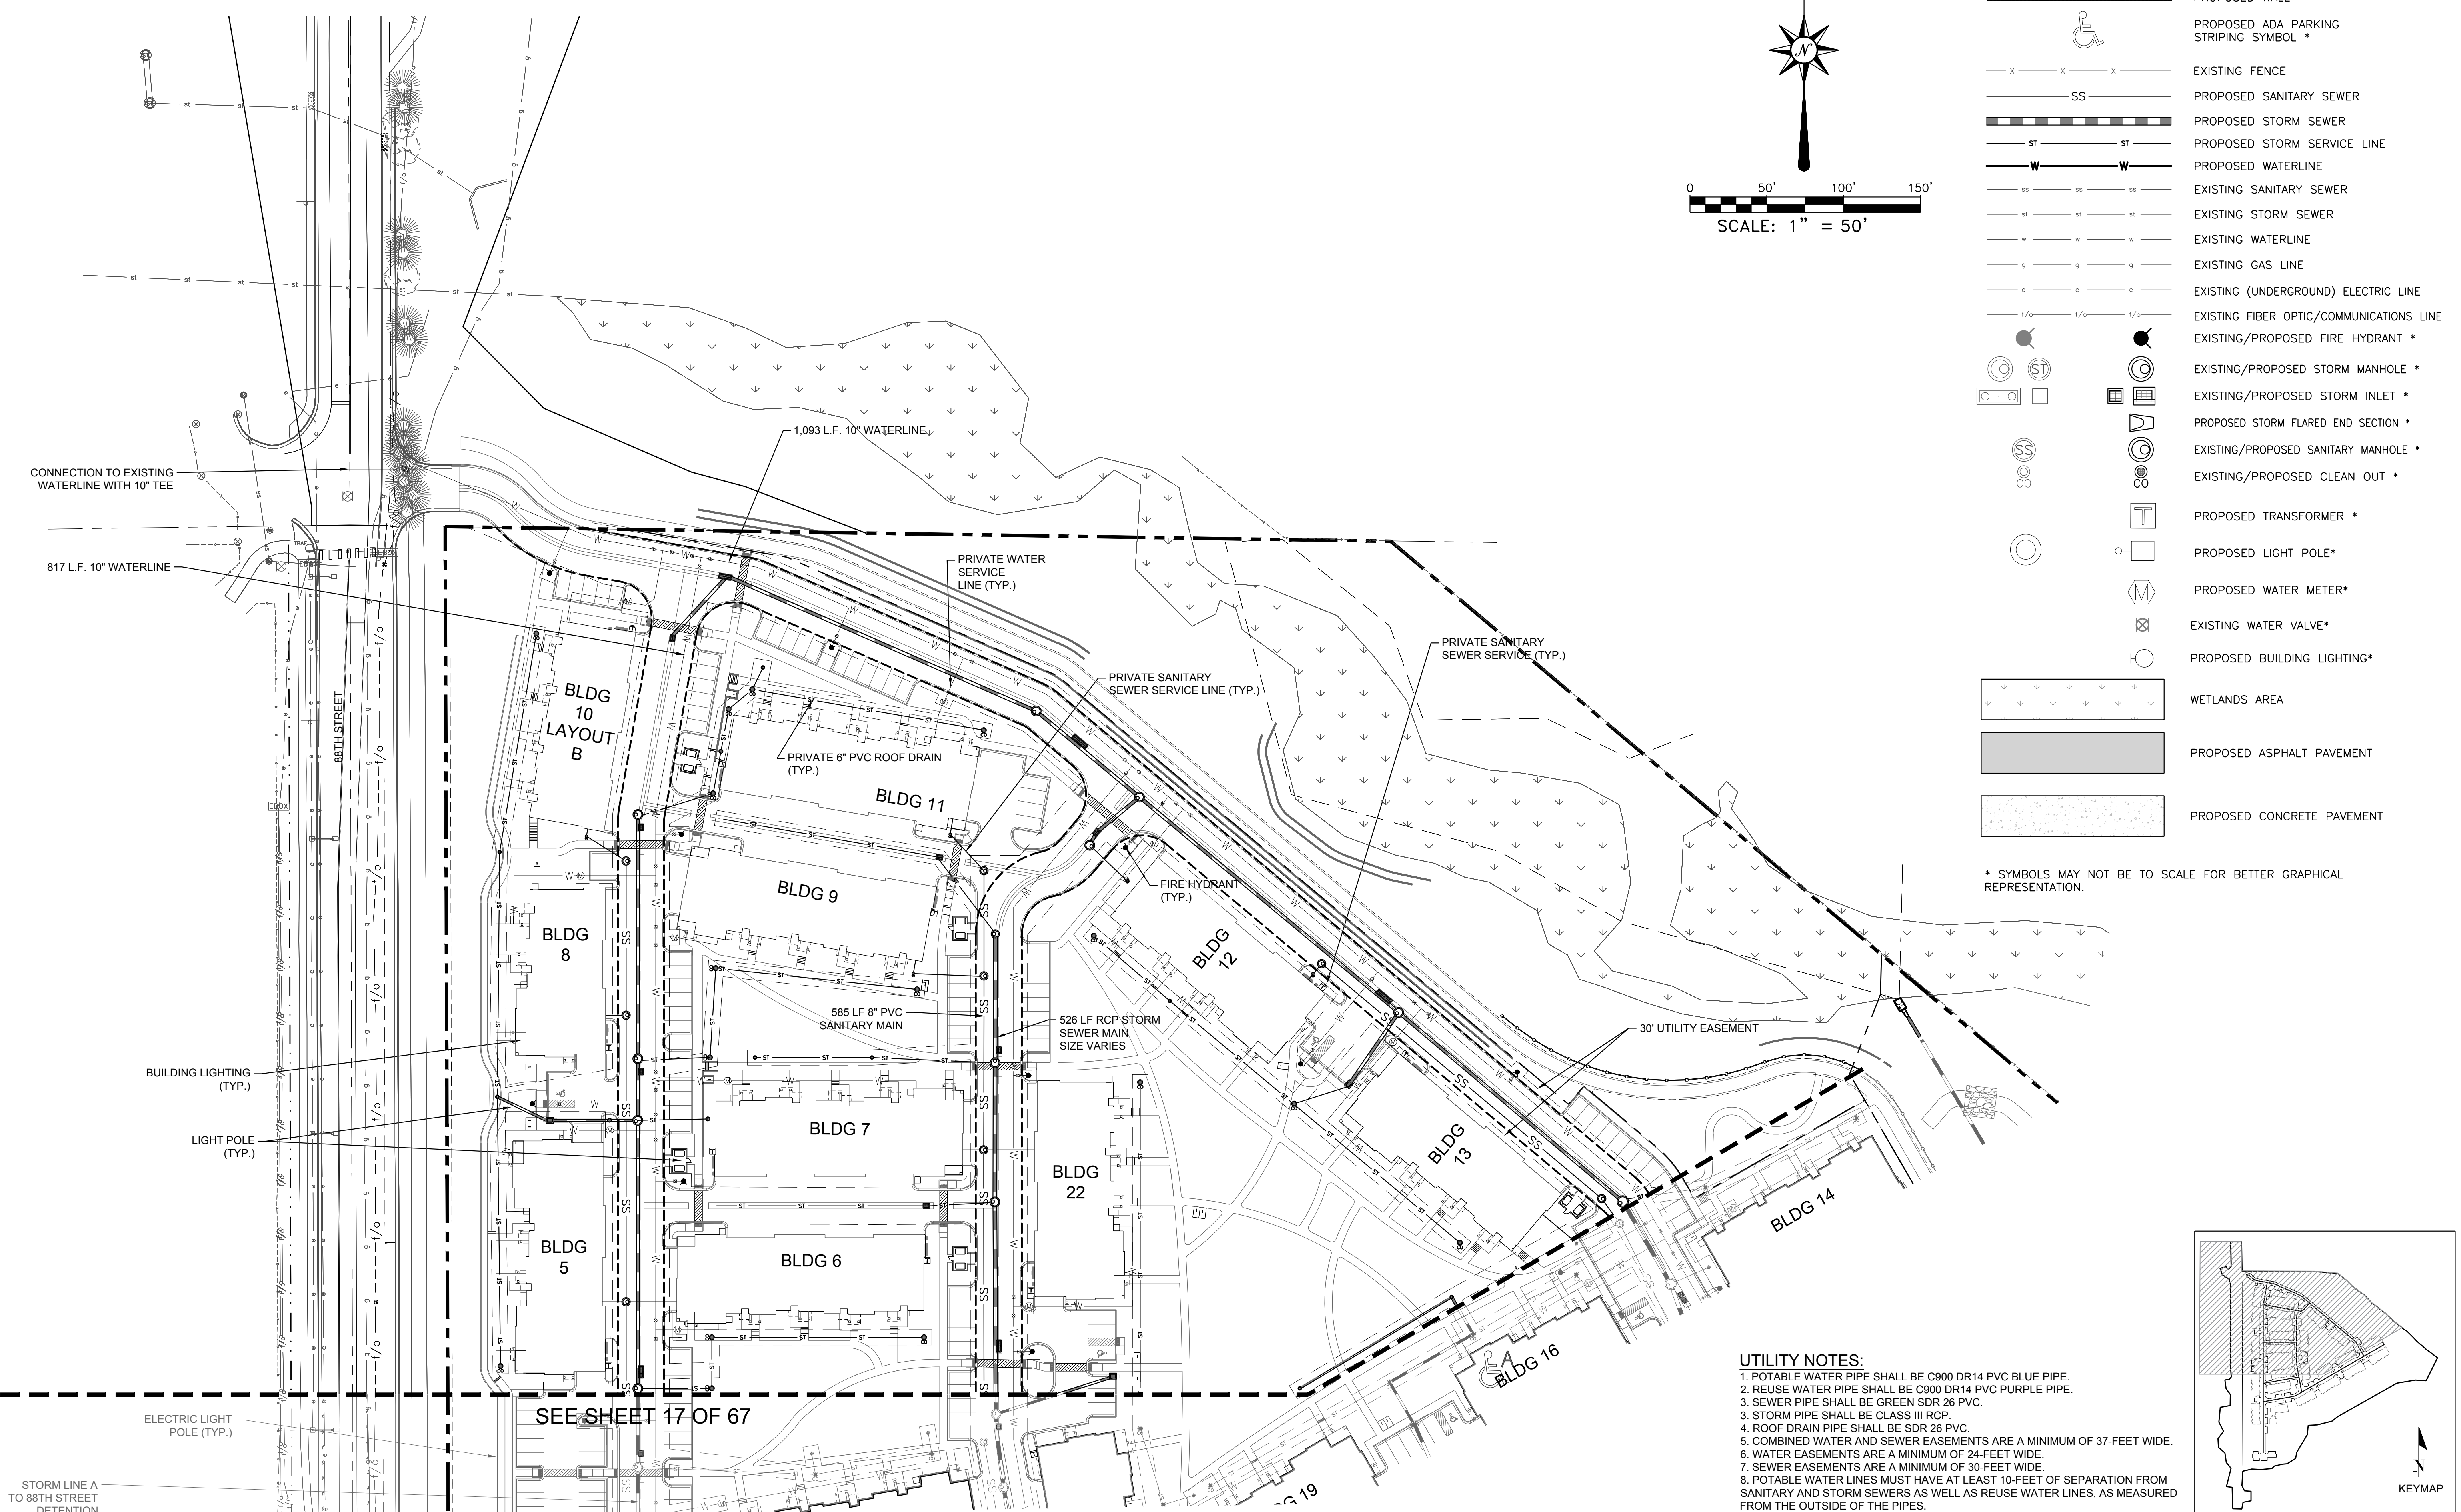 PROPOSED WALL
PROPOSED ADA PARKING
STRIPING SYMBOL *
EXISTING FENCE
SS
PROPOSED SANITARY SEWER
PROPOSED STORM SEWER
ST ST
PROPOSED STORM SERVICE LINE
W W
PROPOSED WATERLINE
ss ss ss
EXISTING SANITARY SEWER
st st st
EXISTING STORM SEWER
w w w
EXISTING WATERLINE
g g g
EXISTING GAS LINE
e e e
EXISTING (UNDERGROUND) ELECTRIC LINE
f/o f/o f/o
EXISTING FIBER OPTIC/COMMUNICATIONS LINE
EXISTING/PROPOSED FIRE HYDRANT *
ST
EXISTING/PROPOSED STORM MANHOLE *
EXISTING/PROPOSED STORM INLET *
PROPOSED STORM FLARED END SECTION *
SS
EXISTING/PROPOSED SANITARY MANHOLE *
CO CO
EXISTING/PROPOSED CLEAN OUT *
T
PROPOSED TRANSFORMER *
PROPOSED LIGHT POLE*
M
PROPOSED WATER METER*
EXISTING WATER VALVE*
PROPOSED BUILDING LIGHTING*
WETLANDS AREA
PROPOSED ASPHALT PAVEMENT
PROPOSED CONCRETE PAVEMENT
* SYMBOLS MAY NOT BE TO SCALE FOR BETTER GRAPHICAL
REPRESENTATION.
N
0 50' 100' 150'
SCALE: 1" = 50'
1,093 L.F. 10" WATERLINE
CONNECTION TO EXISTING
WATERLINE WITH 10" TEE
817 L.F. 10" WATERLINE
PRIVATE WATER
SERVICE
LINE (TYP.)
PRIVATE SANITARY
SEWER SERVICE (TYP.)
PRIVATE SANITARY
SEWER SERVICE LINE (TYP.)
88TH STREET
BLDG
10
LAYOUT
B
PRIVATE 6" PVC ROOF DRAIN
(TYP.)
BLDG 11
BLDG 9
FIRE HYDRANT
(TYP.)
BLDG
8
BLDG
12
585 LF 8" PVC
SANITARY MAIN
526 LF RCP STORM
SEWER MAIN
SIZE VARIES
30' UTILITY EASEMENT
BUILDING LIGHTING
(TYP.)
LIGHT POLE
(TYP.)
BLDG 7
BLDG
13
BLDG
22
BLDG 14
BLDG
5
BLDG 6
BLDG 16
SEE SHEET 17 OF 67
ELECTRIC LIGHT
POLE (TYP.)
STORM LINE A
TO 88TH STREET
DETENTION
UTILITY NOTES:
1. POTABLE WATER PIPE SHALL BE C900 DR14 PVC BLUE PIPE.
2. REUSE WATER PIPE SHALL BE C900 DR14 PVC PURPLE PIPE.
3. SEWER PIPE SHALL BE GREEN SDR 26 PVC.
3. STORM PIPE SHALL BE CLASS III RCP.
4. ROOF DRAIN PIPE SHALL BE SDR 26 PVC.
5. COMBINED WATER AND SEWER EASEMENTS ARE A MINIMUM OF 37-FEET WIDE.
6. WATER EASEMENTS ARE A MINIMUM OF 24-FEET WIDE.
7. SEWER EASEMENTS ARE A MINIMUM OF 30-FEET WIDE.
8. POTABLE WATER LINES MUST HAVE AT LEAST 10-FEET OF SEPARATION FROM
SANITARY AND STORM SEWERS AS WELL AS REUSE WATER LINES, AS MEASURED
FROM THE OUTSIDE OF THE PIPES.
N
KEYMAP